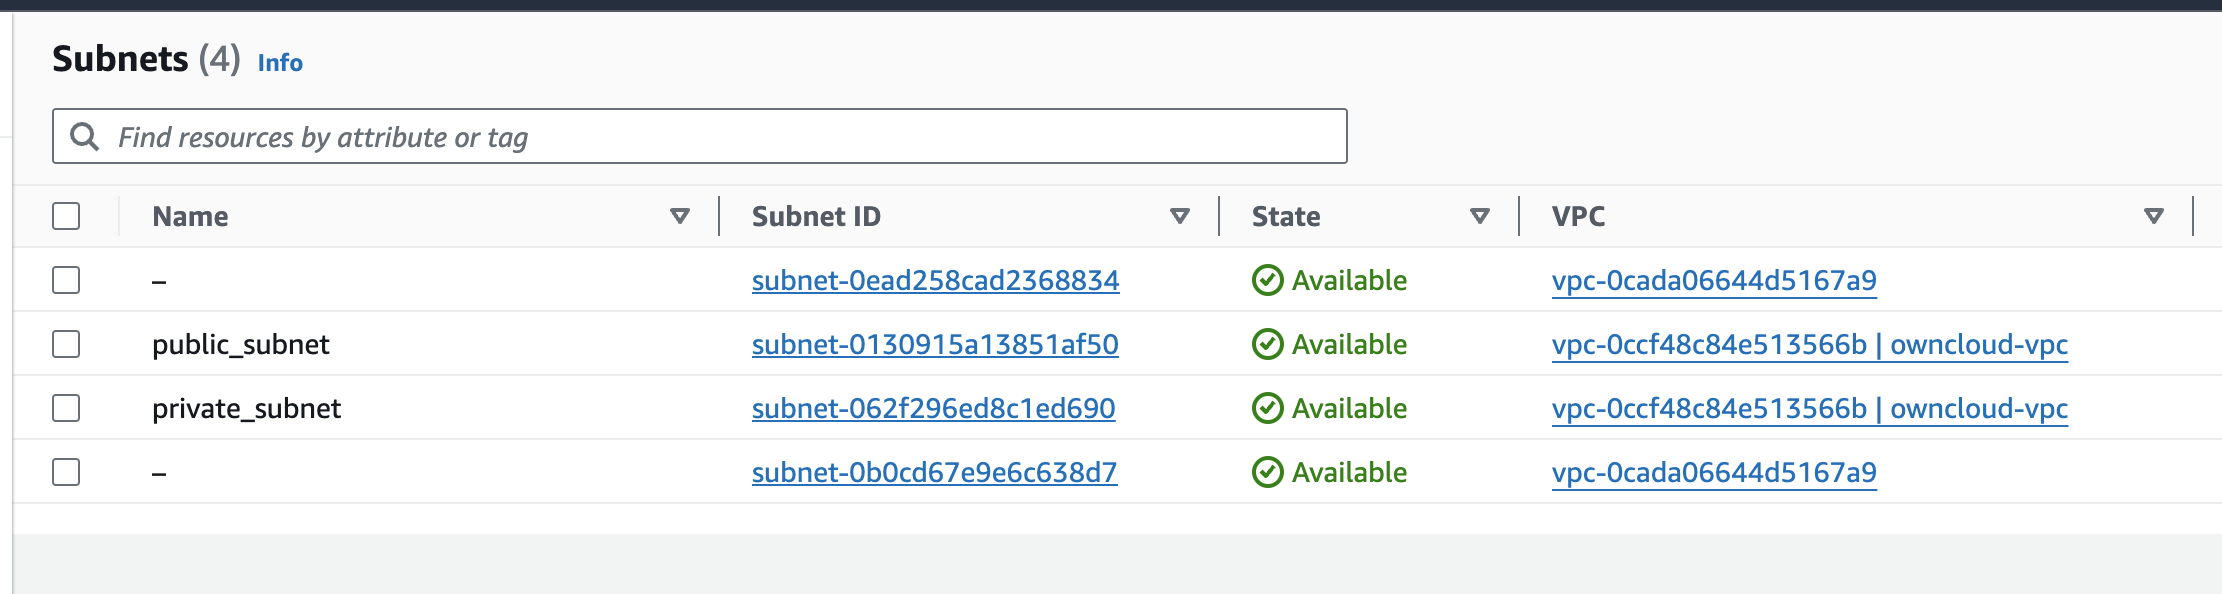 Subnets (4) Info
Find resources by attribute or tag
Name Subnet ID State VPC
– subnet-0ead258cad2368834 Available vpc-0cada06644d5167a9
public_subnet subnet-0130915a13851af50 Available vpc-0ccf48c84e513566b | owncloud-vpc
private_subnet subnet-062f296ed8c1ed690 Available vpc-0ccf48c84e513566b | owncloud-vpc
– subnet-0b0cd67e9e6c638d7 Available vpc-0cada06644d5167a9